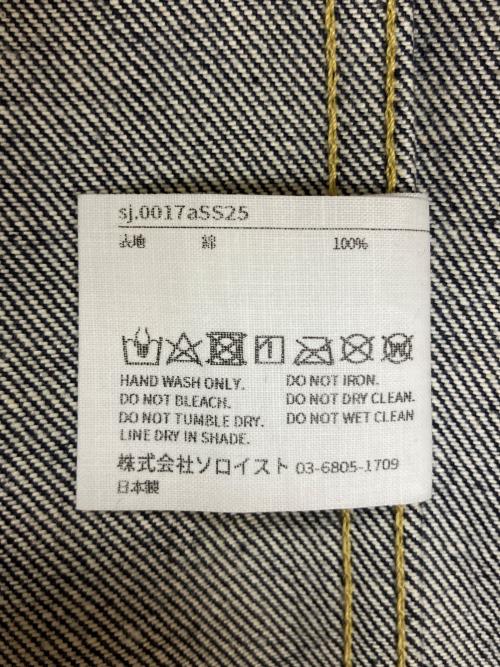 sj.0017aSS25
表地 綿 100%
HAND WASH ONLY. DO NOT IRON.
DO NOT BLEACH. DO NOT DRY CLEAN.
DO NOT TUMBLE DRY. DO NOT WET CLEAN
LINE DRY IN SHADE.
株式会社ソロイスト 03-6805-1709
日本製